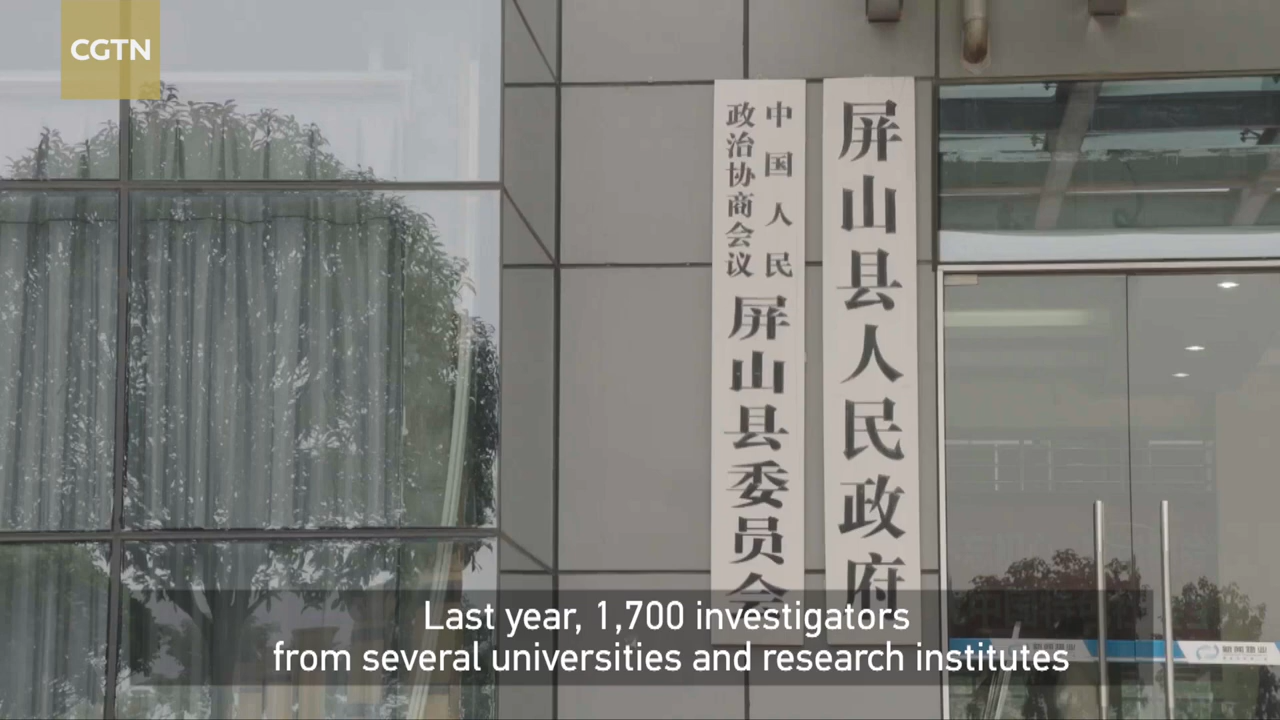 CGTN
屏山县人民政府
中国人民
政治协商会议
屏山县委员会
Last year, 1,700 investigators
from several universities and research institutes